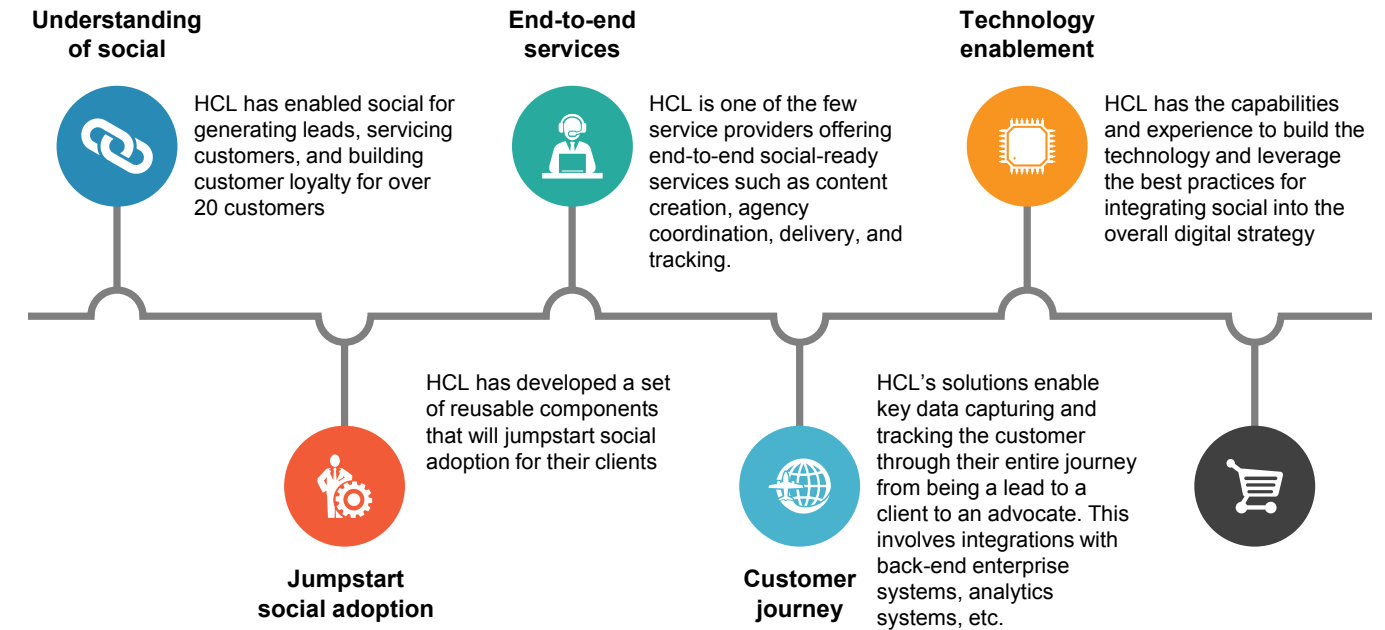 Understanding
of social
HCL has enabled social for
generating leads, servicing
customers, and building
customer loyalty for over
20 customers
End-to-end
services
HCL is one of the few
service providers offering
end-to-end social-ready
services such as content
creation, agency
coordination, delivery, and
tracking.
Technology
enablement
HCL has the capabilities
and experience to build the
technology and leverage
the best practices for
integrating social into the
overall digital strategy
HCL has developed a set
of reusable components
that will jumpstart social
adoption for their clients
Jumpstart
social adoption
HCL’s solutions enable
key data capturing and
tracking the customer
through their entire journey
from being a lead to a
client to an advocate. This
involves integrations with
back-end enterprise
systems, analytics
systems, etc.
Customer
journey